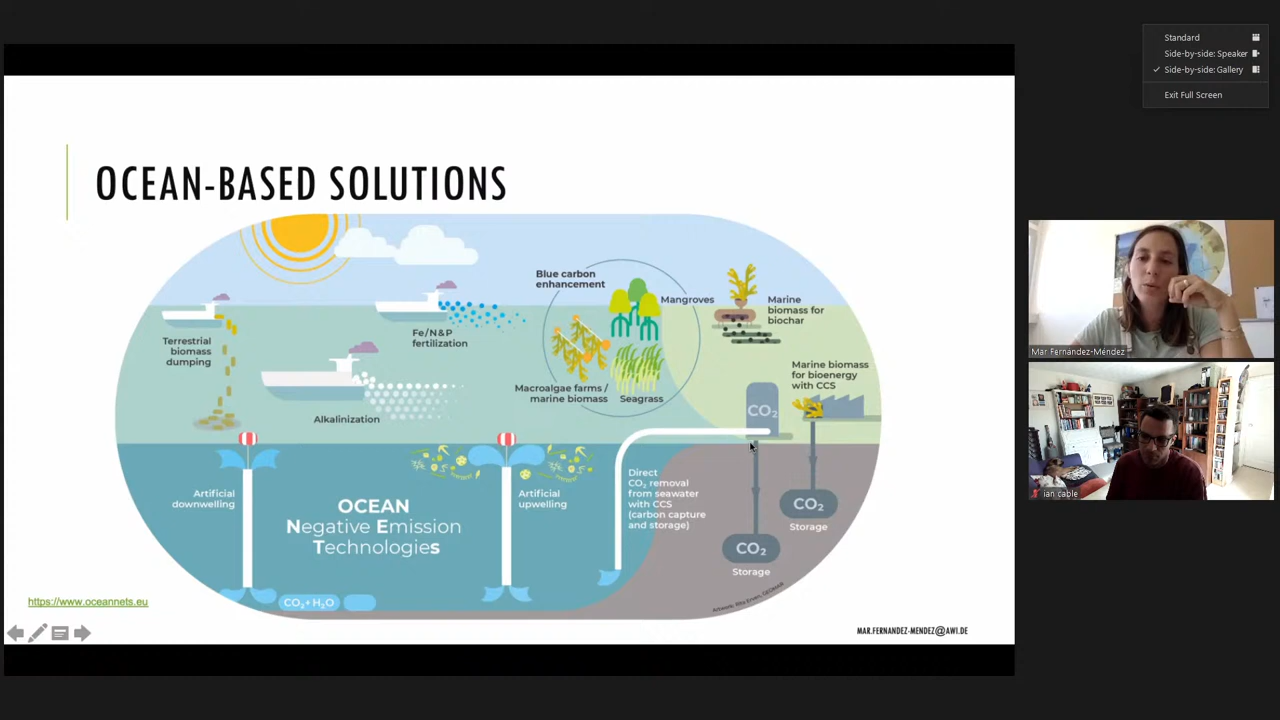 Standard
Side-by-side: Speaker
Side-by-side: Gallery
Exit Full Screen
OCEAN-BASED SOLUTIONS
Blue carbon
enhancement
Mangroves
Marine
biomass for
biochar
Terrestrial
biomass
dumping
Fe/N&P
fertilization
Alkalinization
Macroalgae farms /
marine biomass
Seagrass
Marine biomass
for bioenergy
with CCS
CO₂
Artificial
downwelling
OCEAN
Negative Emission
Technologies
Artificial
upwelling
Direct
CO₂ removal
from seawater
with CCS
(carbon capture
and storage)
CO₂
Storage
CO₂
Storage
CO₂+H₂O
Artwork: Rita Erven, GEOMAR
https://www.oceannets.eu
MAR.FERNANDEZ-MENDEZ@AWI.DE
Mar Fernandez-Méndez
ian cable